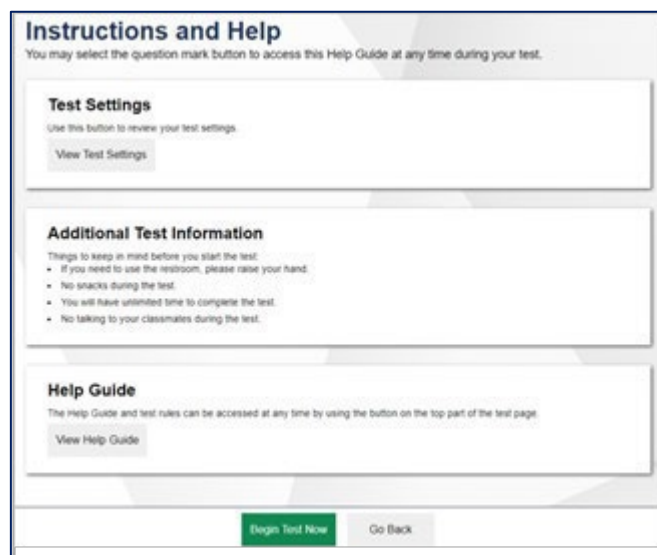 Instructions and Help
You may select the question mark button to access this Help Guide at any time during your test.
Test Settings
Use this button to review your test settings.
View Test Settings
Additional Test Information
Things to keep in mind before you start the test:
• If you need to use the restroom, please raise your hand.
• No snacks during the test.
• You will have unlimited time to complete the test.
• No talking to your classmates during the test.
Help Guide
The Help Guide and test rules can be accessed at any time by using the button on the top part of the test page.
View Help Guide
Begin Test Now Go Back